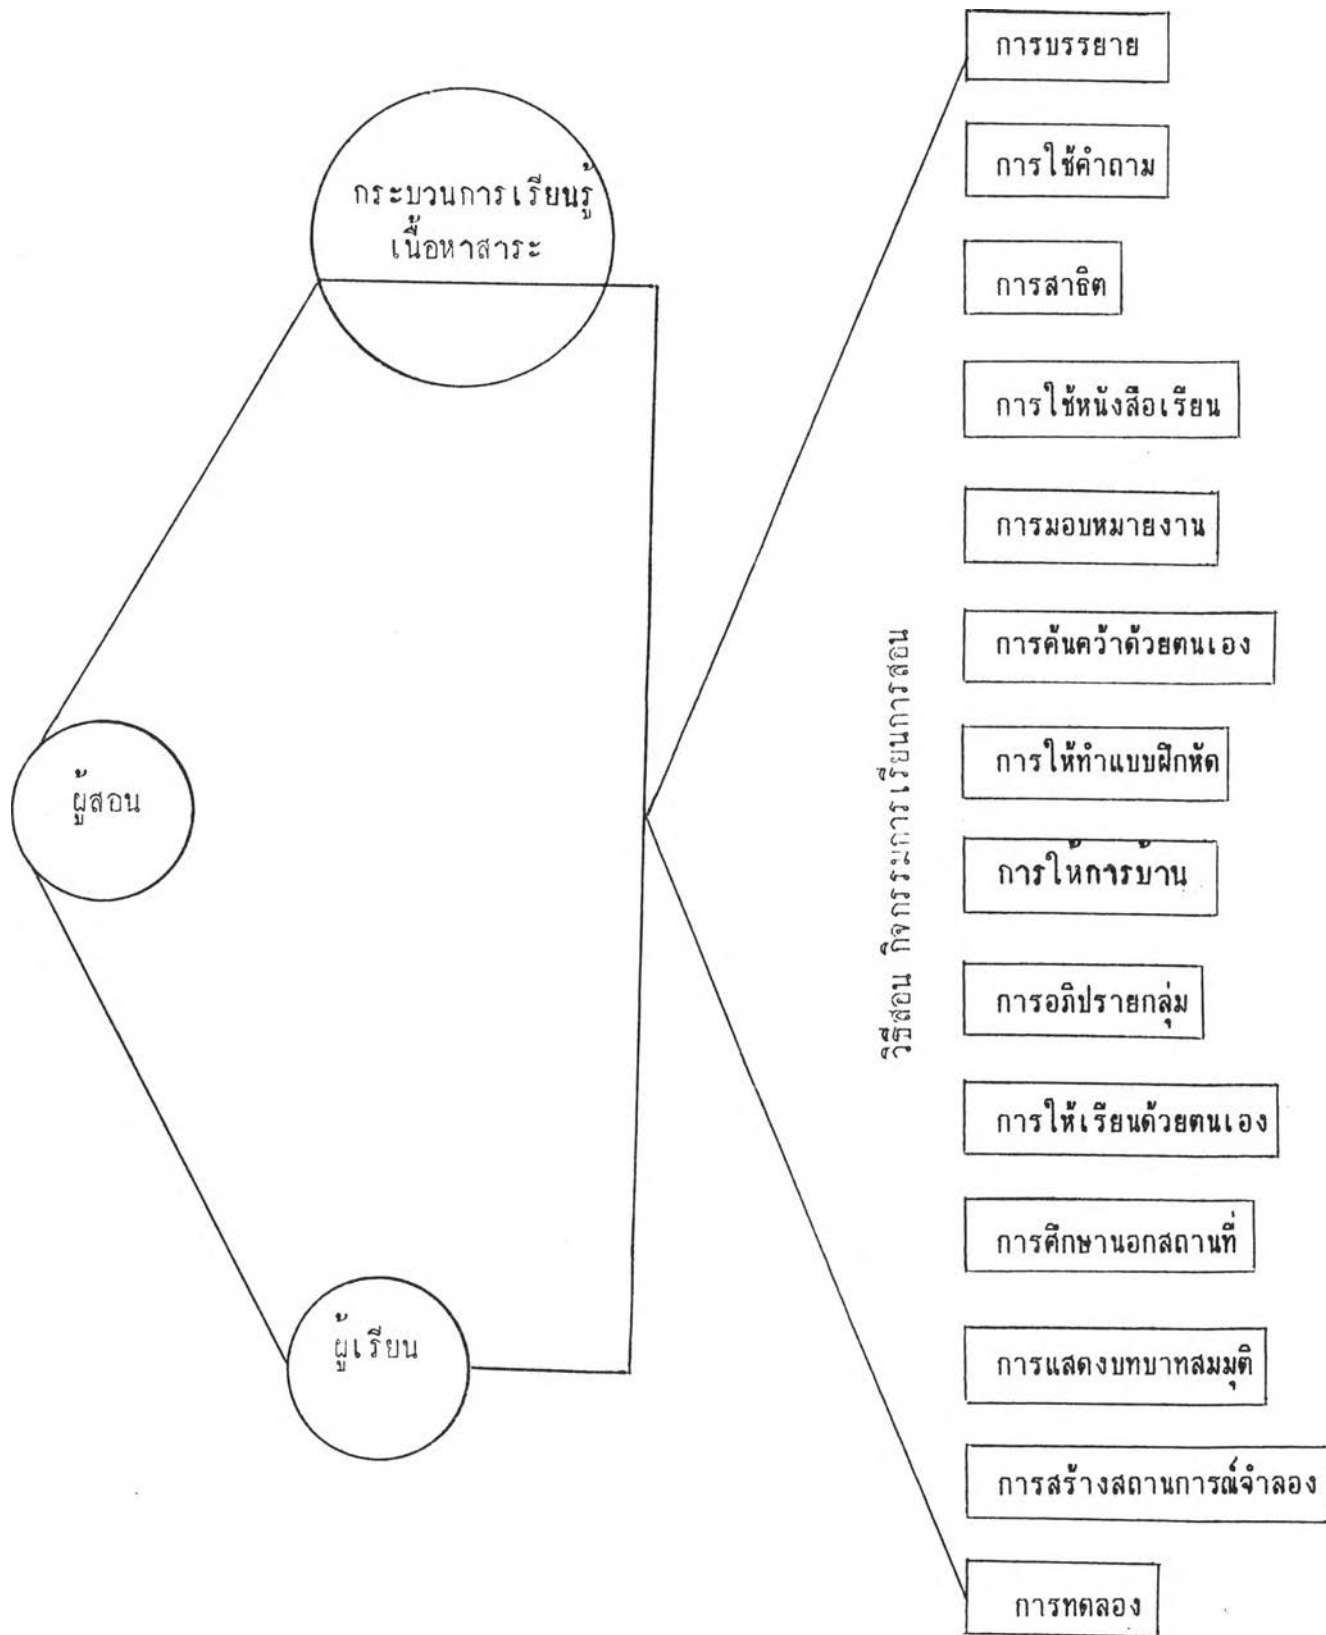 กระบวนการเรียนรู้
เนื้อหาสาระ
ผู้สอน
ผู้เรียน
วิธีสอน กิจกรรมการเรียนการสอน
การบรรยาย
การใช้คำถาม
การสาธิต
การใช้หนังสือเรียน
การมอบหมายงาน
การค้นคว้าด้วยตนเอง
การให้ทำแบบฝึกหัด
การให้การบ้าน
การอภิปรายกลุ่ม
การให้เรียนด้วยตนเอง
การศึกษานอกสถานที่
การแสดงบทบาทสมมุติ
การสร้างสถานการณ์จำลอง
การทดลอง